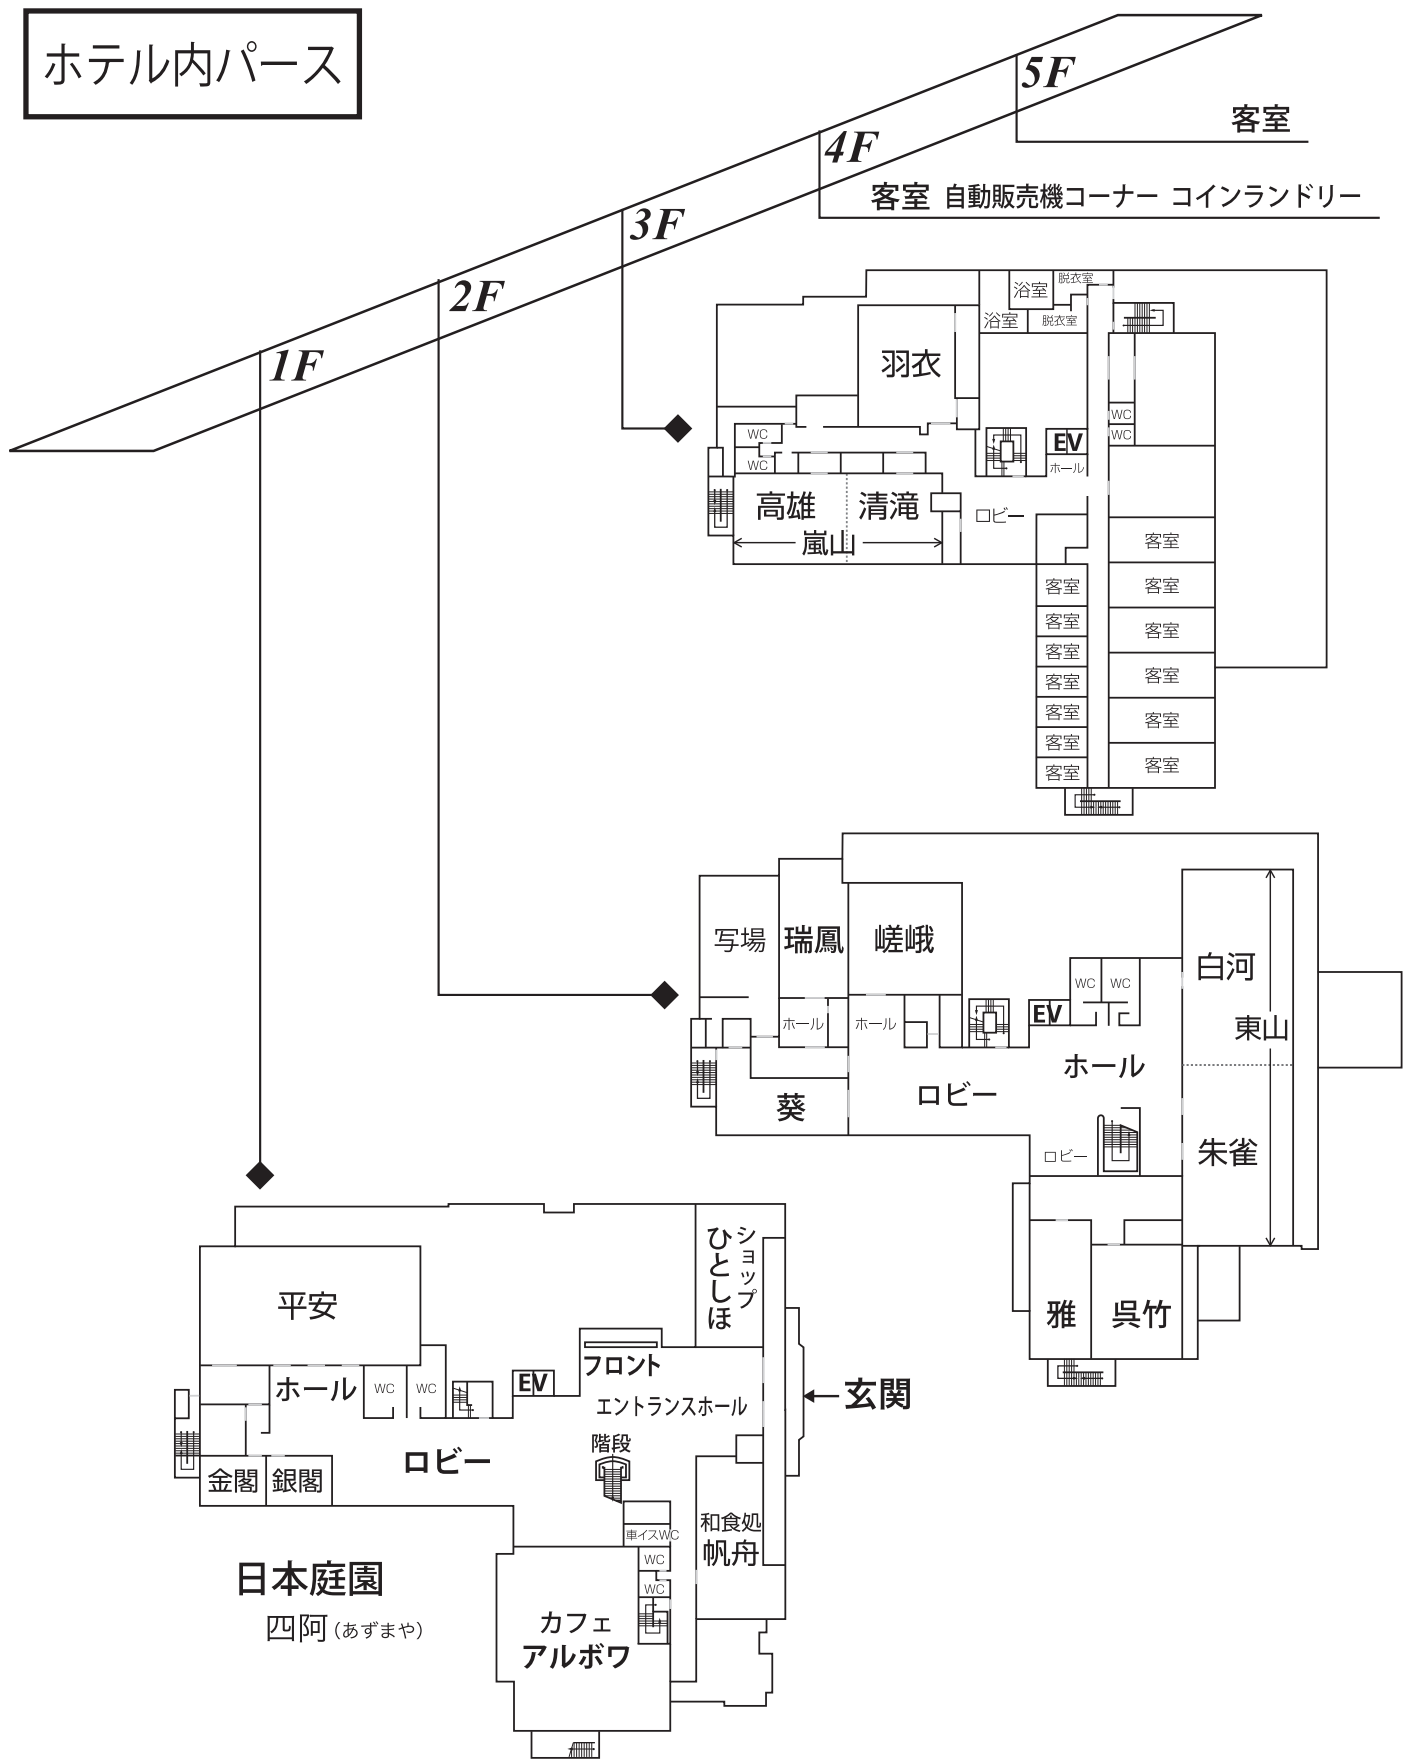 ホテル内パース
5F
客室
4F
客室 自動販売機コーナー コインランドリー
3F
2F
1F
浴室
脱衣室
浴室
脱衣室
羽衣
WC
WC
WC
WC
EV
ホール
高雄
清滝
嵐山
ロビー
客室
客室
客室
客室
客室
客室
客室
客室
客室
客室
客室
客室
客室
写場
瑞鳳
嵯峨
白河
WC
WC
EV
ホール
ホール
東山
ホール
ロビー
葵
ロビー
朱雀
雅
呉竹
ショップ
ひとしほ
平安
フロント
ホール
WC
WC
EV
エントランスホール
玄関
ロビー
階段
金閣
銀閣
和食処
帆舟
車イスWC
WC
WC
日本庭園
四阿(あずまや)
カフェ
アルボワ